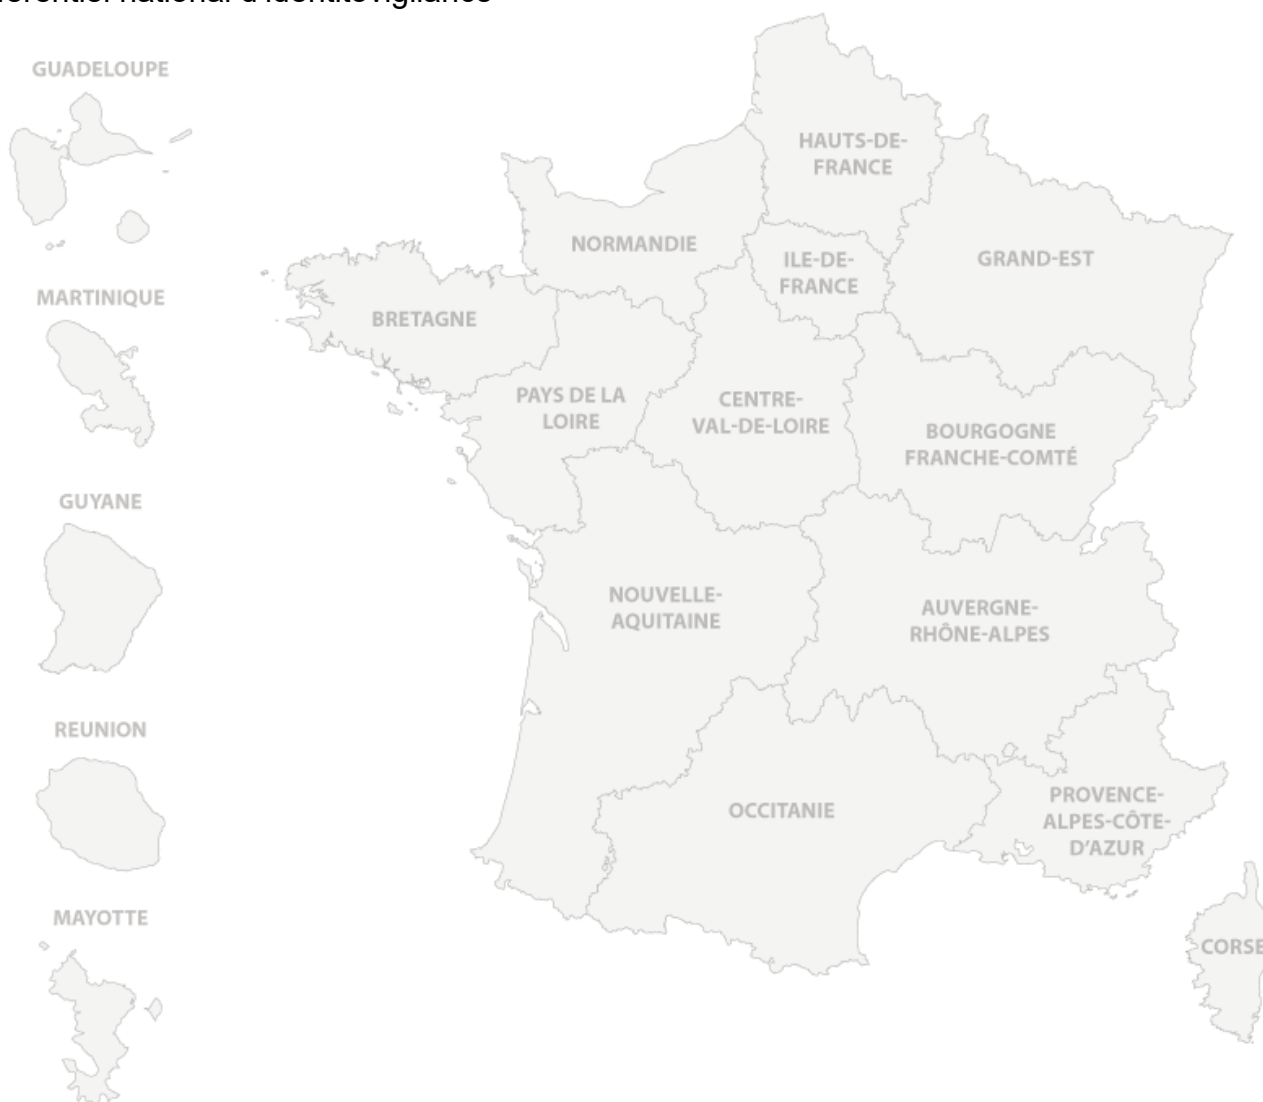 érentiel national d'identitovigilance
GUADELOUPE
MARTINIQUE
GUYANE
REUNION
MAYOTTE
HAUTS-DE-
FRANCE
NORMANDIE
ILE-DE-
FRANCE
GRAND-EST
BRETAGNE
PAYS DE LA
LOIRE
CENTRE-
VAL-DE-LOIRE
BOURGOGNE
FRANCHE-COMTÉ
NOUVELLE-
AQUITAINE
AUVERGNE-
RHÔNE-ALPES
OCCITANIE
PROVENCE-
ALPES-CÔTE-
D'AZUR
CORSE